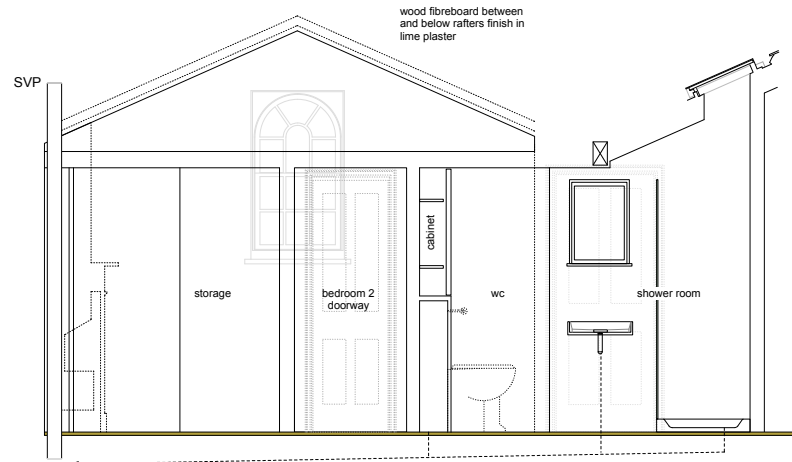 wood fibreboard between
and below rafters finish in
lime plaster
SVP
cabinet
storage
bedroom 2
doorway
wc
shower room